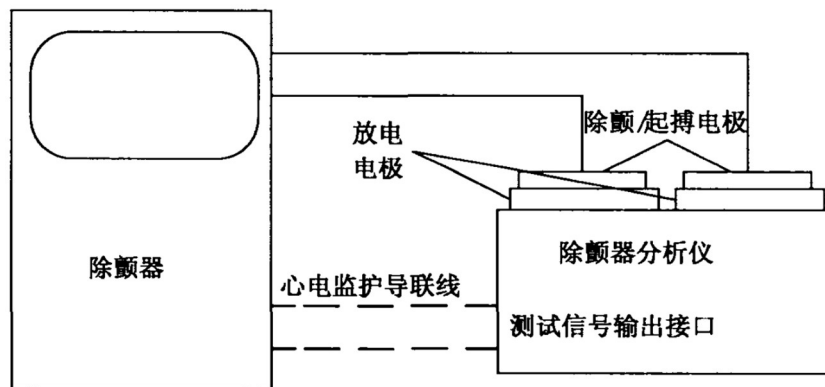 除颤/起搏电极
放电
电极
除颤器
除颤器分析仪
心电监护导联线
测试信号输出接口